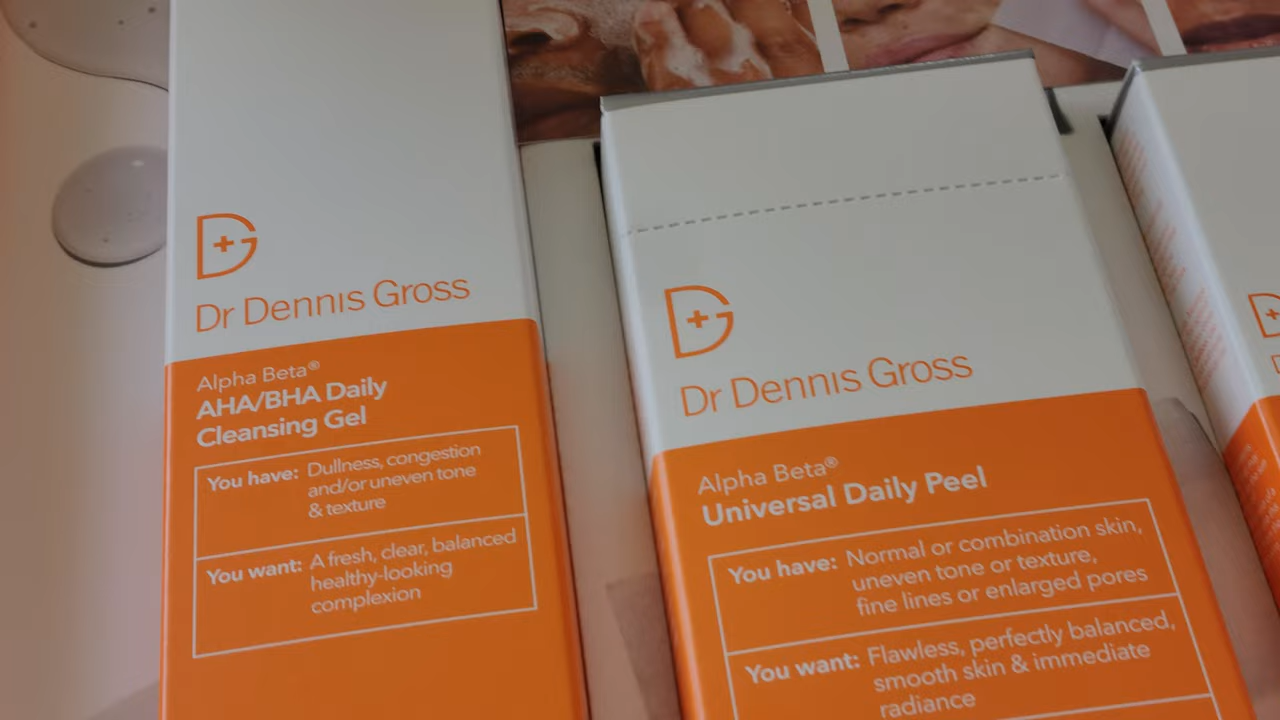 Dr Dennis Gross
Alpha Beta®
AHA/BHA Daily
Cleansing Gel
You have: Dullness, congestion
and/or uneven tone
& texture
You want: A fresh, clear, balanced
healthy-looking
complexion
Dr Dennis Gross
Alpha Beta®
Universal Daily Peel
You have: Normal or combination skin,
uneven tone or texture,
fine lines or enlarged pores
You want: Flawless, perfectly balanced,
smooth skin & immediate
radiance